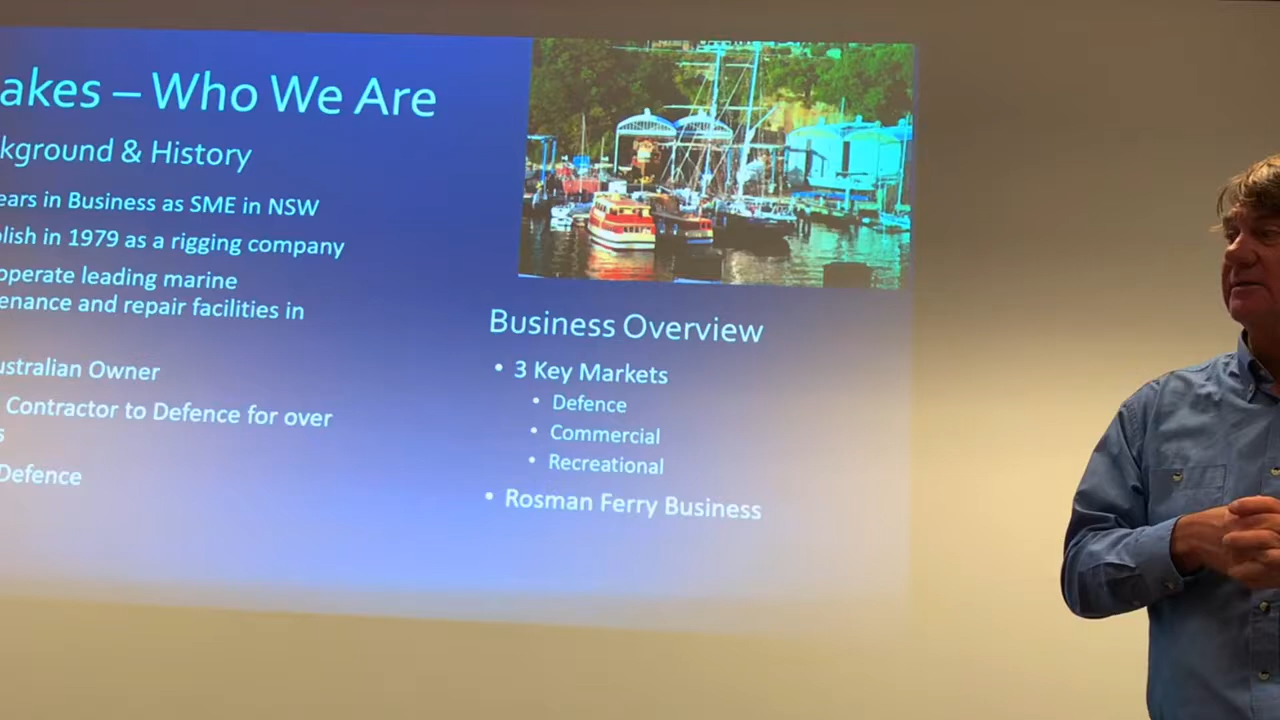 akes – Who We Are
kground & History
ears in Business as SME in NSW
lish in 1979 as a rigging company
operate leading marine
enance and repair facilities in
ustralian Owner
Contractor to Defence for over
s
Defence
Business Overview
• 3 Key Markets
• Defence
• Commercial
• Recreational
• Rosman Ferry Business